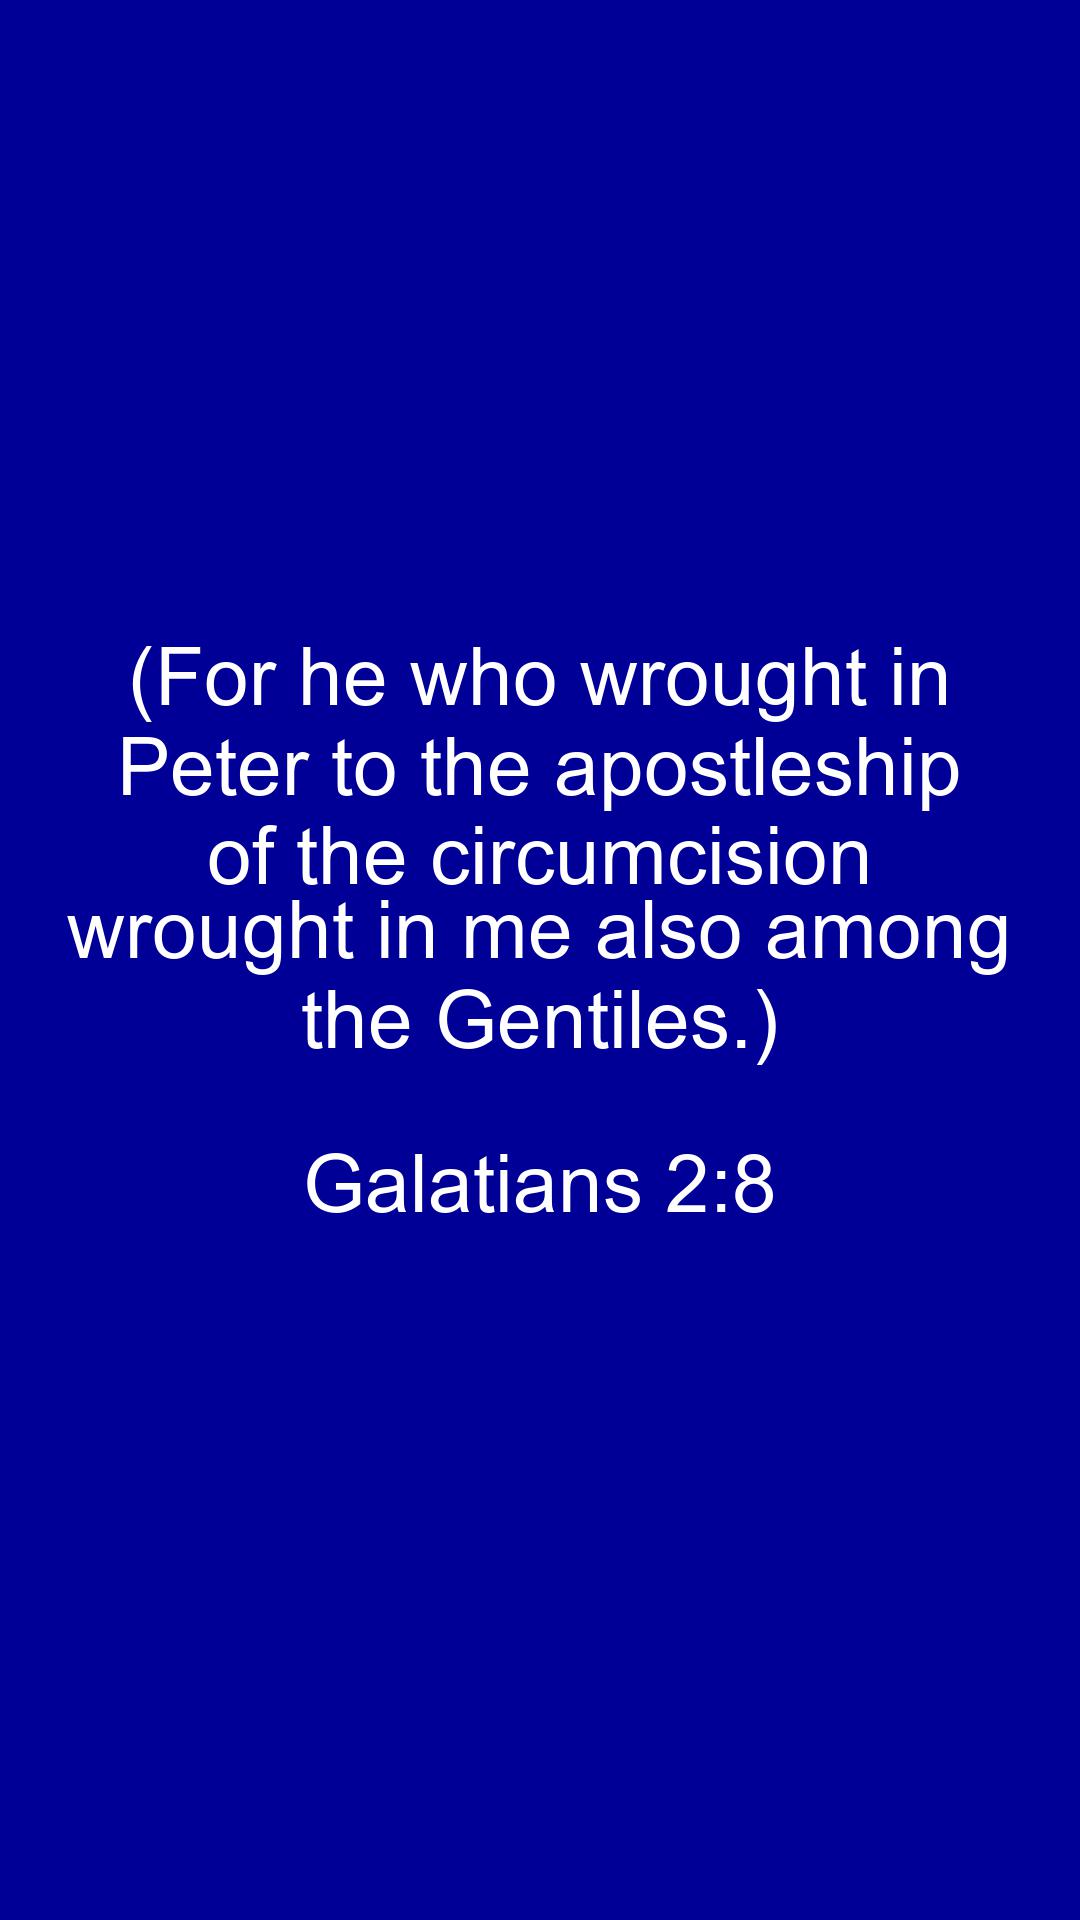 (For he who wrought in
Peter to the apostleship
of the circumcision
wrought in me also among
the Gentiles.)
Galatians 2:8